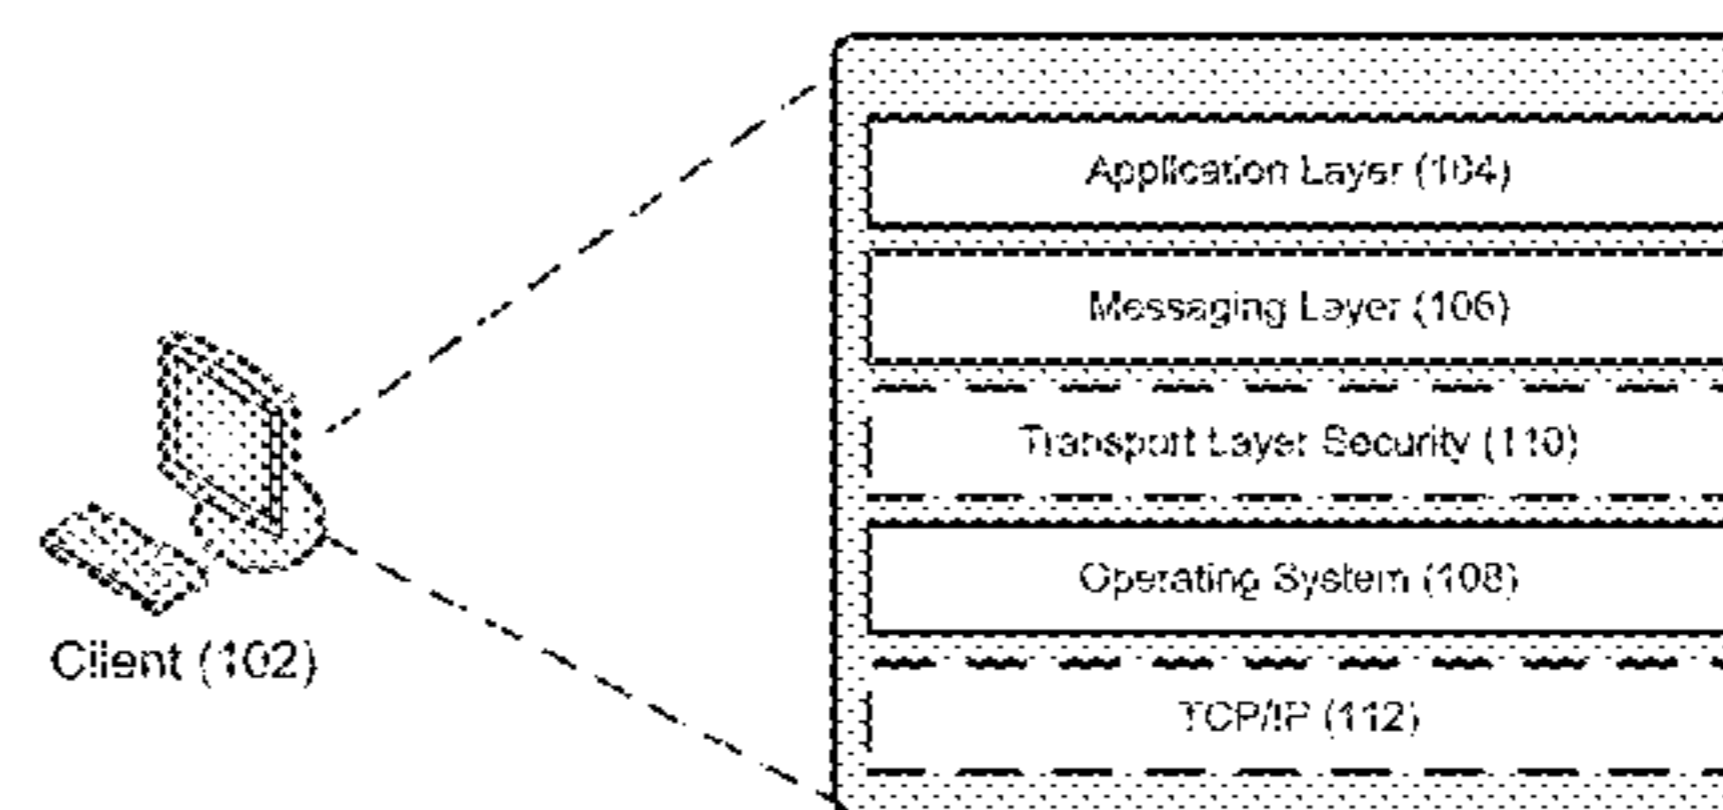 Application Layer (104)
Messaging Layer (106)
Transport Layer Security (110)
Operating System (108)
TCP/IP (112)
Client (102)